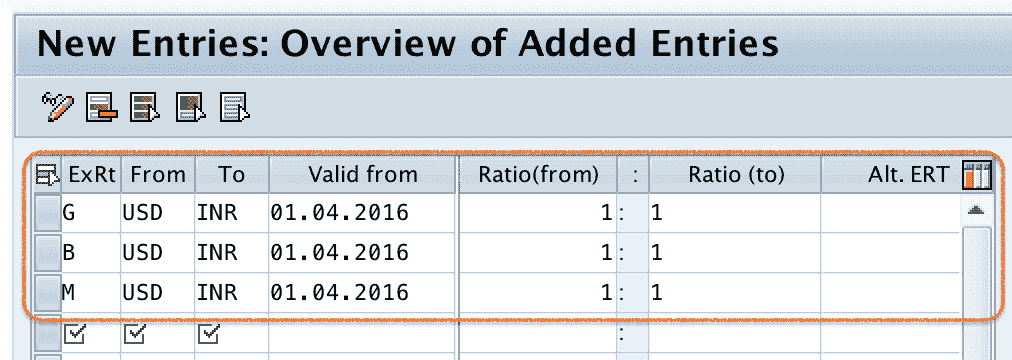 New Entries: Overview of Added Entries
ExRt From To Valid from Ratio(from) : Ratio (to) Alt. ERT
G USD INR 01.04.2016 1 : 1
B USD INR 01.04.2016 1 : 1
M USD INR 01.04.2016 1 : 1
: